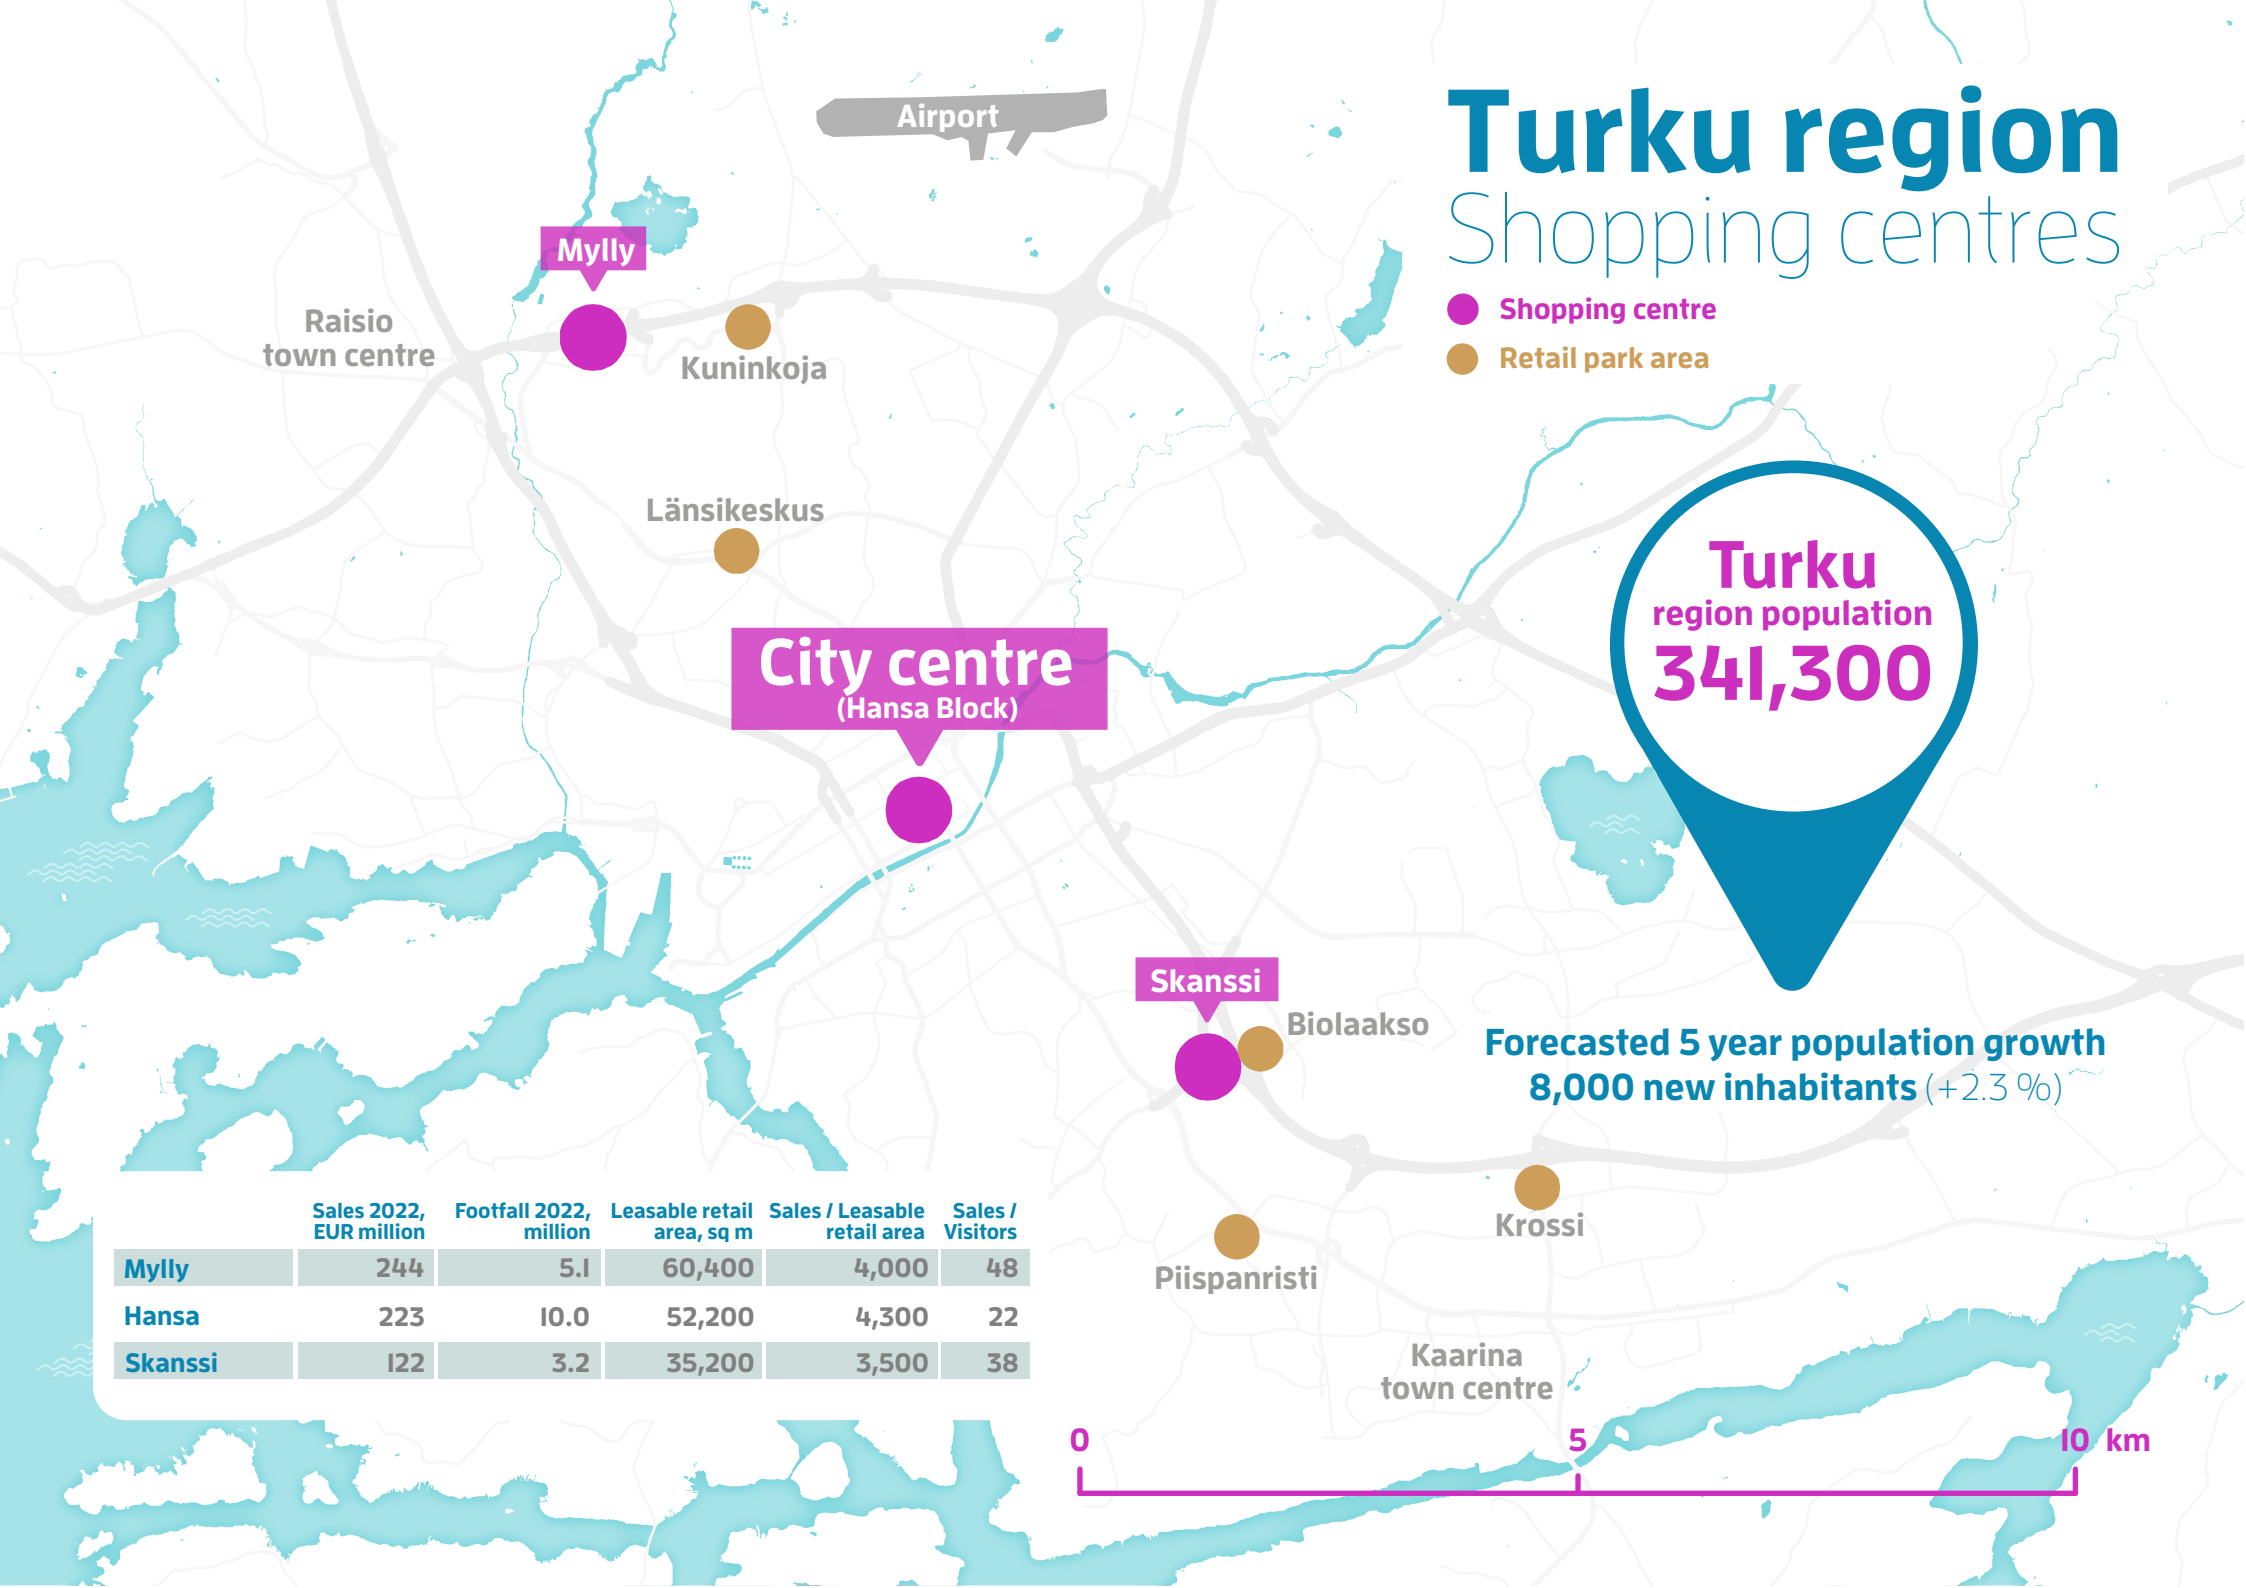 Turku region
Shopping centres
Shopping centre
Retail park area
Airport
Mylly
Raisio
town centre
Kuninkoja
Länsikeskus
City centre
(Hansa Block)
Turku
region population
341,300
Skanssi
Biolaakso
Forecasted 5 year population growth
8,000 new inhabitants (+2.3 %)
Krossi
Piispanristi
Kaarina
town centre
0 5 10 km
Sales 2022, EUR million Footfall 2022, million Leasable retail area, sq m Sales / Leasable retail area Sales / Visitors
Mylly 244 5.1 60,400 4,000 48
Hansa 223 10.0 52,200 4,300 22
Skanssi 122 3.2 35,200 3,500 38